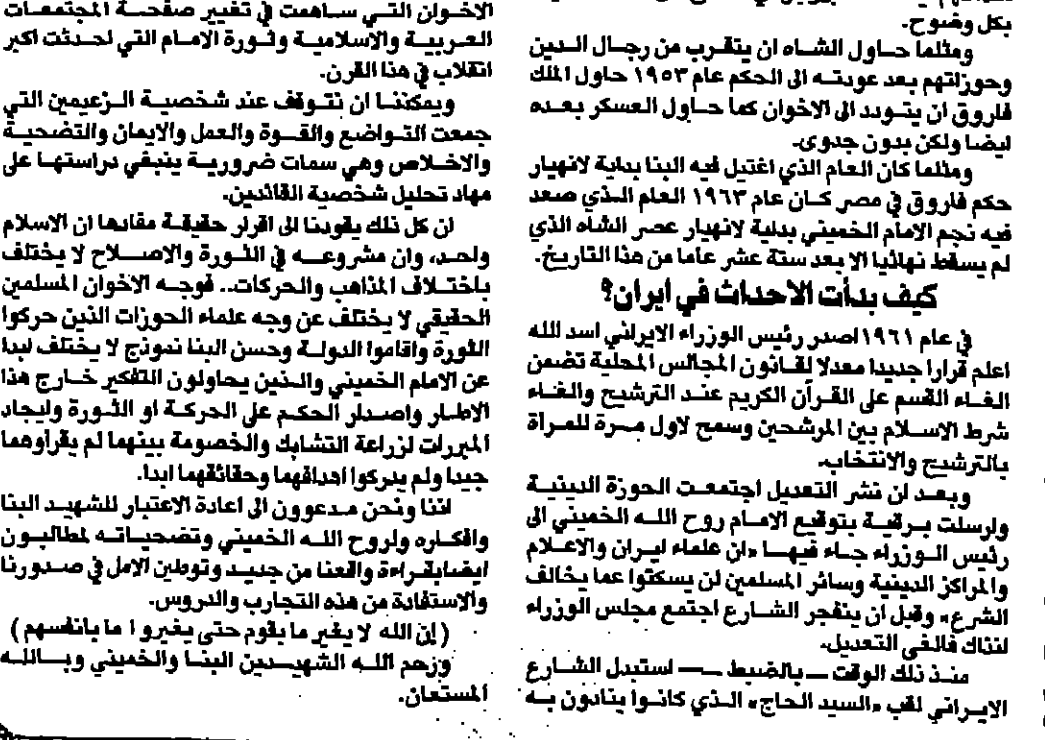 بكل وضوح.
ومثلما حاول الشاه ان يتقرب من رجال الدين
وحوزاتهم بعد عودته الى الحكم عام ١٩٥٣ حاول الملك
فاروق ان يتودد الى الاخوان كما حاول العسكر بعده
ايضا ولكن بدون جدوى.
ومثلما كان العام الذي اغتيل فيه البنا بداية لانهيار
حكم فاروق في مصر كان عام ١٩٦٣ العام الذي صعد
فيه نجم الامام الخميني بداية لانهيار عصر الشاه الذي
لم يسقط نهائيا الا بعد ستة عشر عاما من هذا التاريخ.
كيف بدأت الاحداث في ايران؟
في عام ١٩٦١ اصدر رئيس الوزراء الايراني اسد الله
اعلم قرارا جديدا معدلا لقانون المجالس المحلية تضمن
الغاء القسم على القرآن الكريم عند الترشيح والغاء
شرط الاسلام بين المرشحين وسمح لاول مرة للمراة
بالترشيح والانتخاب.
وبعد ان نشر التعديل اجتمعت الحوزة الدينية
وارسلت برقية بتوقيع الامام روح الله الخميني الى
رئيس الوزراء جاء فيها «ان علماء ايران والاعلام
والمراكز الدينية وسائر المسلمين لن يسكتوا عما يخالف
الشرع» وقبل ان ينفجر الشارع اجتمع مجلس الوزراء
انذاك فالغى التعديل.
منذ ذلك الوقت ــ بالضبط ــ استبدل الشارع
الايراني لقب «السيد الحاج» الذي كانوا ينادون به
الاخوان التي ساهمت في تغيير صفحة المجتمعات
العربية والاسلامية وثورة الامام التي احدثت اكبر
انقلاب في هذا القرن.
ويمكننا ان نتوقف عند شخصية الزعيمين التي
جمعت التواضع والقوة والعمل والايمان والتضحية
والاخلاص وهي سمات ضرورية ينبغي دراستها على
مهاد تحليل شخصية القائدين.
ان كل ذلك يقودنا الى اقرار حقيقة مفادها ان الاسلام
واحد، وان مشروعه في الثورة والاصلاح لا يختلف
باختلاف المذاهب والحركات.. فوجه الاخوان المسلمين
الحقيقي لا يختلف عن وجه علماء الحوزات الذين حركوا
الثورة واقاموا الدولة وحسن البنا نموذج لا يختلف ابدا
عن الامام الخميني والذين يحاولون التفكير خارج هذا
الاطار واصدار الحكم على الحركة او الثورة وايجاد
المبررات لزراعة التشابك والخصومة بينهما لم يقرأوهما
جيدا ولم يدركوا اهدافهما وحقائقهما ابدا.
اننا ونحن مدعوون الى اعادة الاعتبار للشهيد البنا
وافكاره ولروح الله الخميني وتضحياته لمطالبون
ايضابقراءة واقعنا من جديد وتوطين الامل في صدورنا
والاستفادة من هذه التجارب والدروس.
(إن الله لا يغير ما بقوم حتى يغيروا ما بانفسهم)
ورحم الله الشهيدين البنا والخميني وبالله
المستعان.